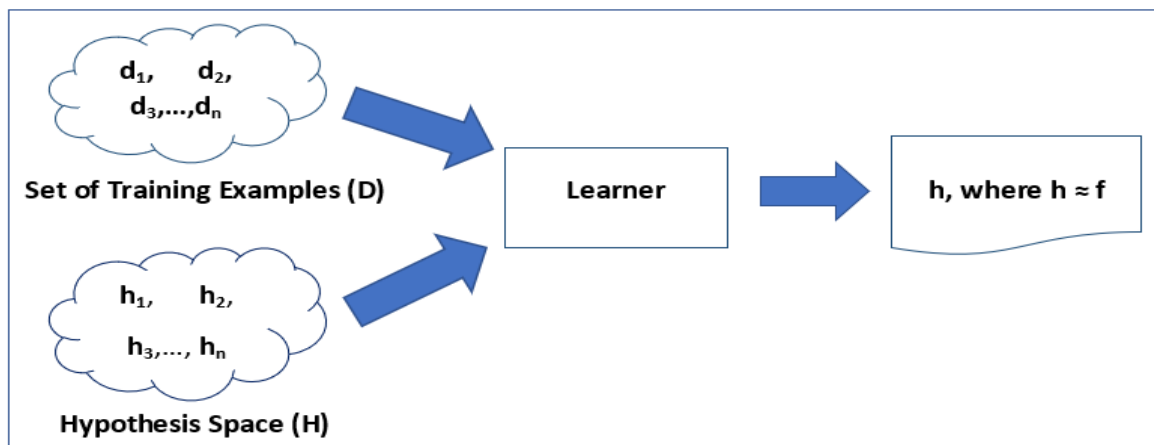 d₁, d₂,
d₃,...,dₙ
Set of Training Examples (D)
h₁, h₂,
h₃,..., hₙ
Hypothesis Space (H)
Learner
h, where h ≈ f